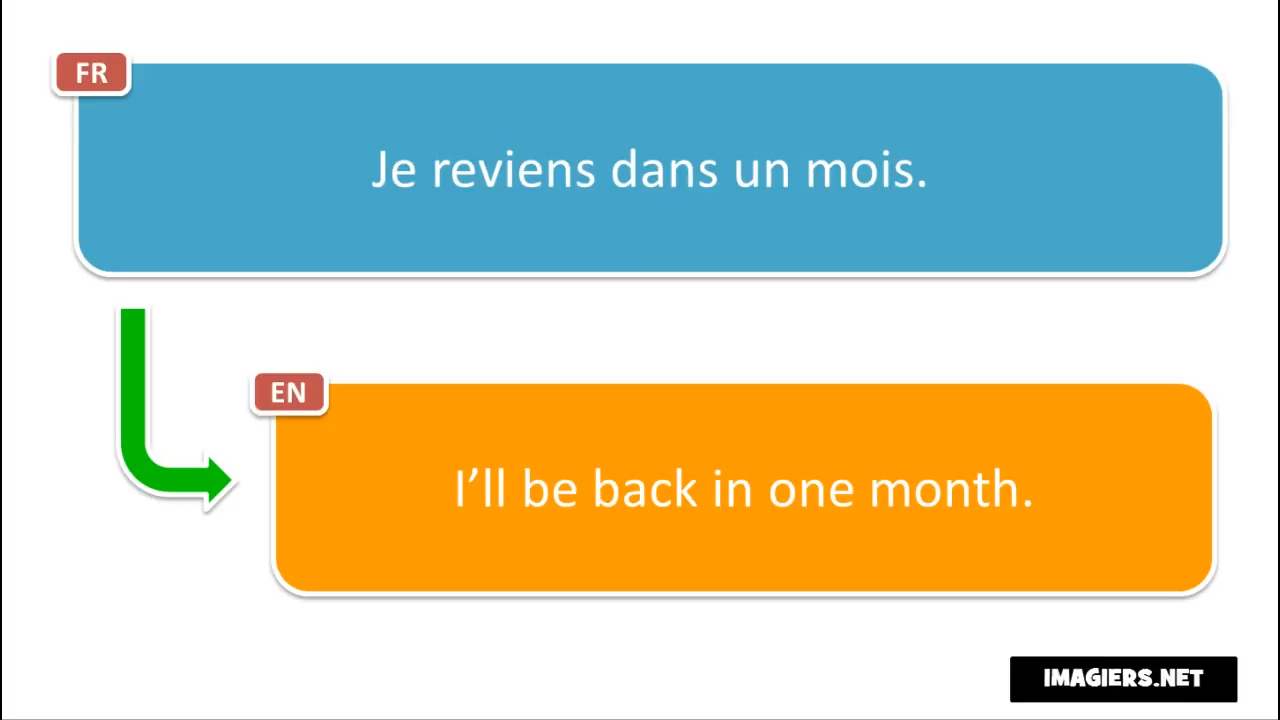 FR
Je reviens dans un mois.
EN
I’ll be back in one month.
IMAGIERS.NET